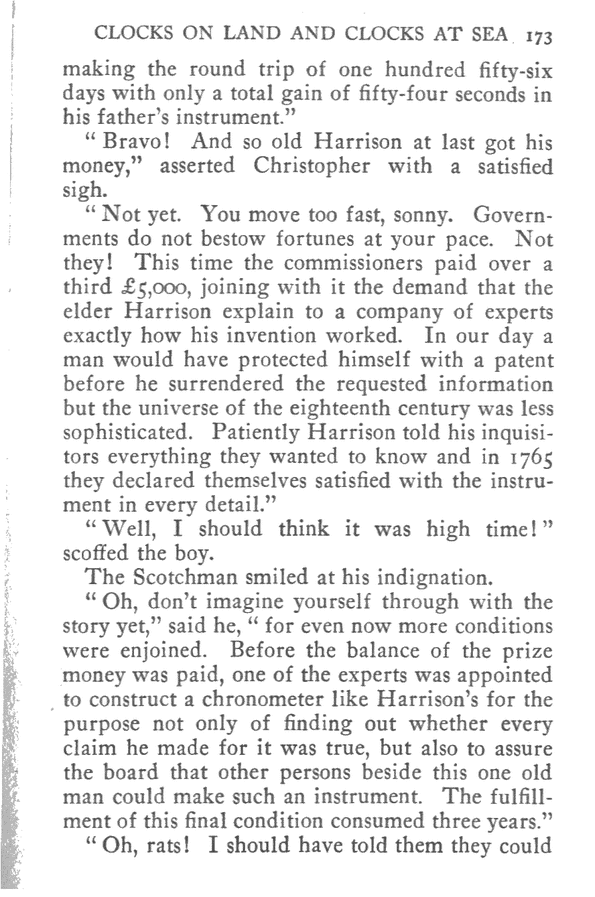 CLOCKS ON LAND AND CLOCKS AT SEA 173
making the round trip of one hundred fifty-six
days with only a total gain of fifty-four seconds in
his father's instrument."
“ Bravo! And so old Harrison at last got his
money,” asserted Christopher with a satisfied
sigh.
“ Not yet. You move too fast, sonny. Govern-
ments do not bestow fortunes at your pace. Not
they! This time the commissioners paid over a
third £5,000, joining with it the demand that the
elder Harrison explain to a company of experts
exactly how his invention worked. In our day a
man would have protected himself with a patent
before he surrendered the requested information
but the universe of the eighteenth century was less
sophisticated. Patiently Harrison told his inquisi-
tors everything they wanted to know and in 1765
they declared themselves satisfied with the instru-
ment in every detail.”
“ Well, I should think it was high time! ”
scoffed the boy.
The Scotchman smiled at his indignation.
“ Oh, don't imagine yourself through with the
story yet,” said he, “ for even now more conditions
were enjoined. Before the balance of the prize
money was paid, one of the experts was appointed
to construct a chronometer like Harrison's for the
purpose not only of finding out whether every
claim he made for it was true, but also to assure
the board that other persons beside this one old
man could make such an instrument. The fulfill-
ment of this final condition consumed three years.”
“ Oh, rats! I should have told them they could